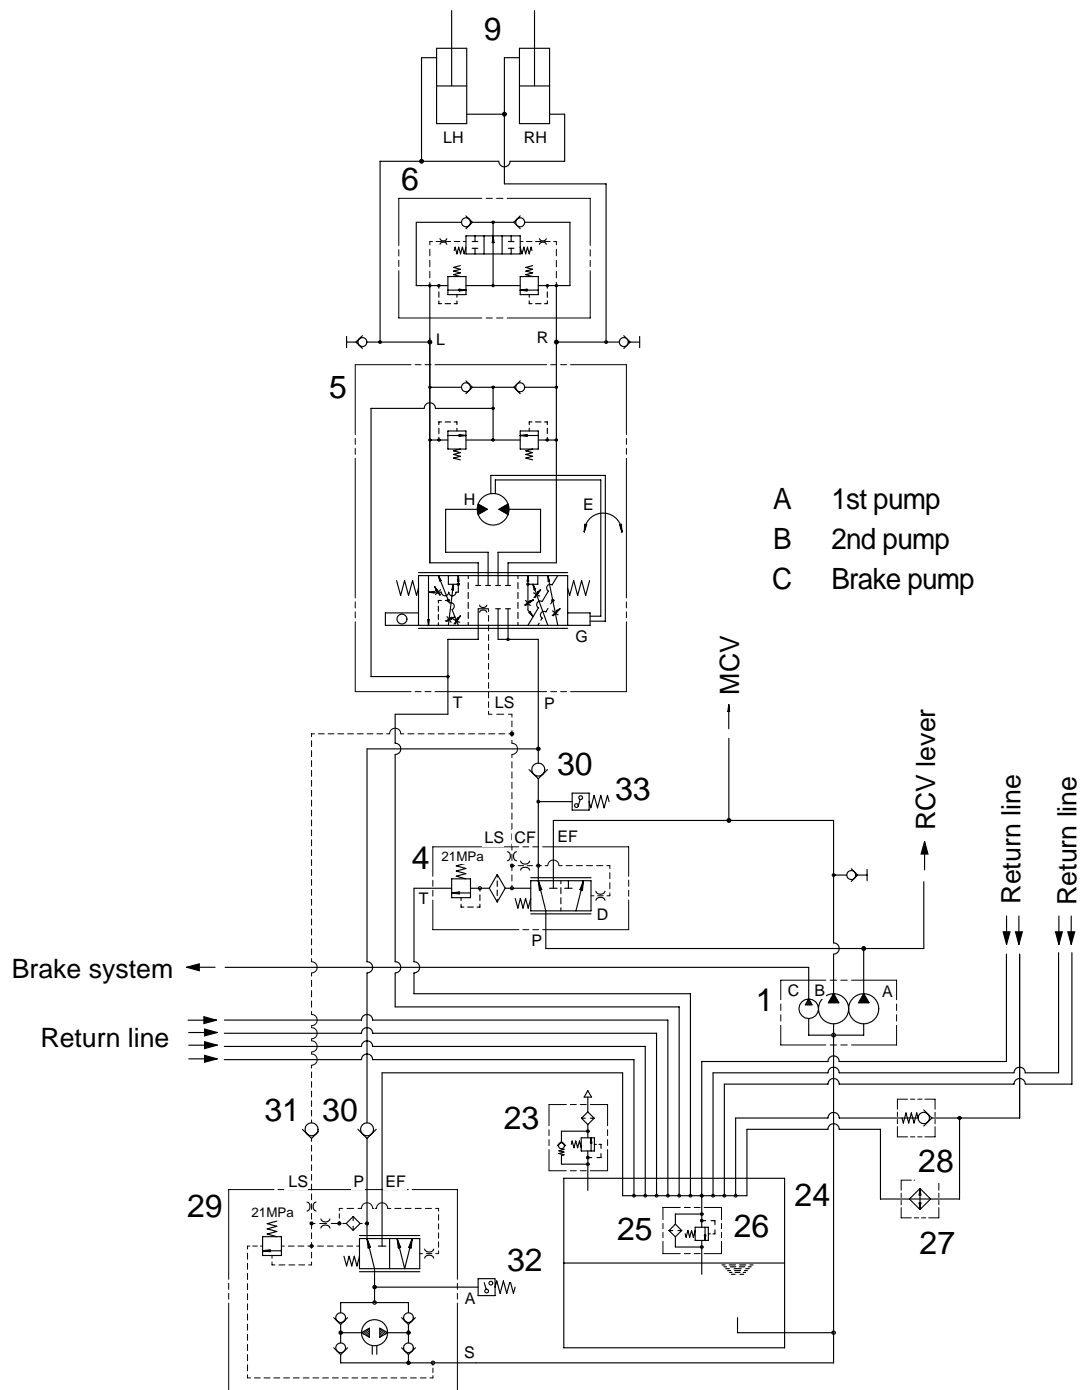 9
LH RH
6
L R
5
H E
G
A 1st pump
B 2nd pump
C Brake pump
MCV
RCV lever
Return line
Return line
T LS P
30
33
LS CF EF
4
21MPa
T
D
P
Brake system
1
C B A
Return line
31 30
23
28
24
27
LS P EF
29
21MPa
25 26
32
A
S